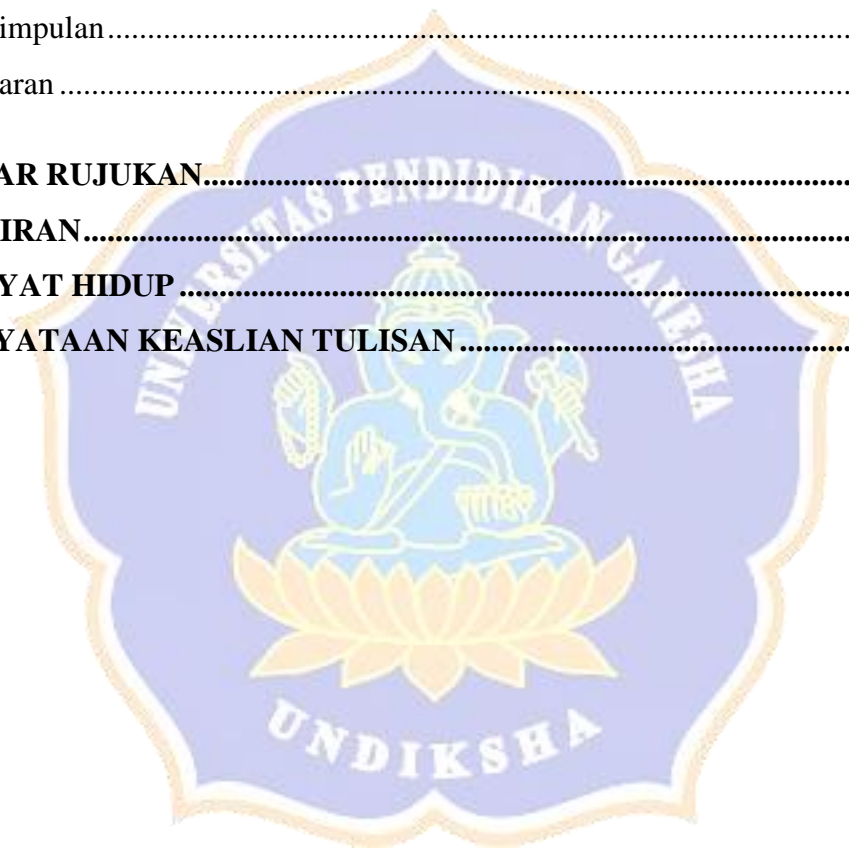 impulan.......................................................................................
aran ..............................................................................................
AR RUJUKAN..................................................................................
IRAN.................................................................................................
YAT HIDUP .....................................................................................
YATAAN KEASLIAN TULISAN .................................................
UNIVERSITAS PENDIDIKAN GANESHA
UNDIKSHA